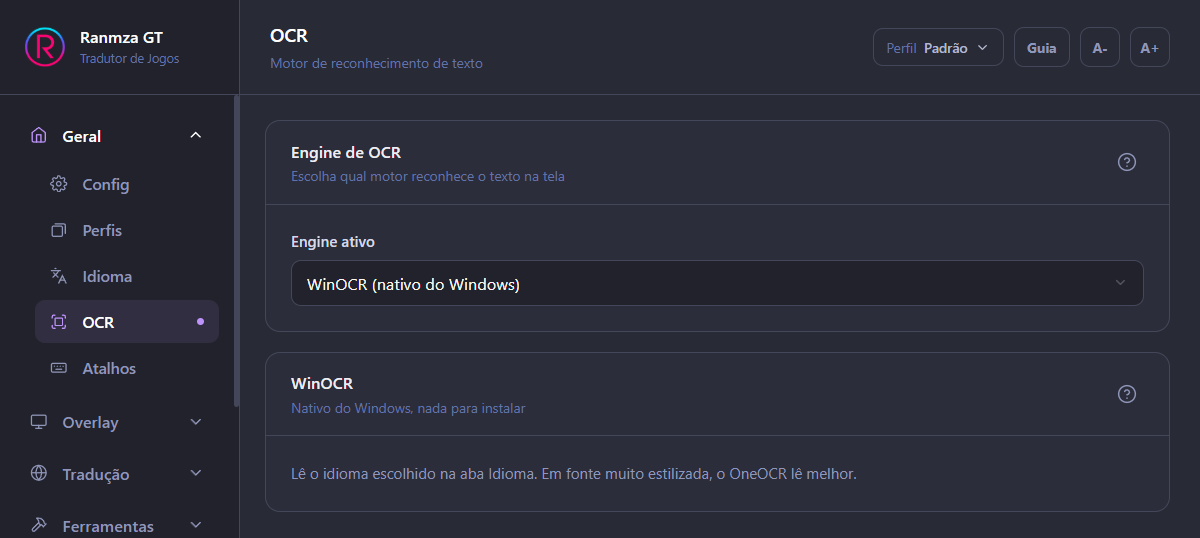 Ranmza GT
Tradutor de Jogos
OCR
Motor de reconhecimento de texto
Perfil Padrão
Guia
A-
A+
Geral
Config
Perfis
Idioma
OCR
Atalhos
Overlay
Tradução
Ferramentas
Engine de OCR
Escolha qual motor reconhece o texto na tela
Engine ativo
WinOCR (nativo do Windows)
WinOCR
Nativo do Windows, nada para instalar
Lê o idioma escolhido na aba Idioma. Em fonte muito estilizada, o OneOCR lê melhor.